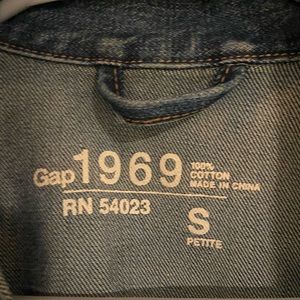 Gap 1969 100%
COTTON
MADE IN CHINA
RN 54023
S
PETITE